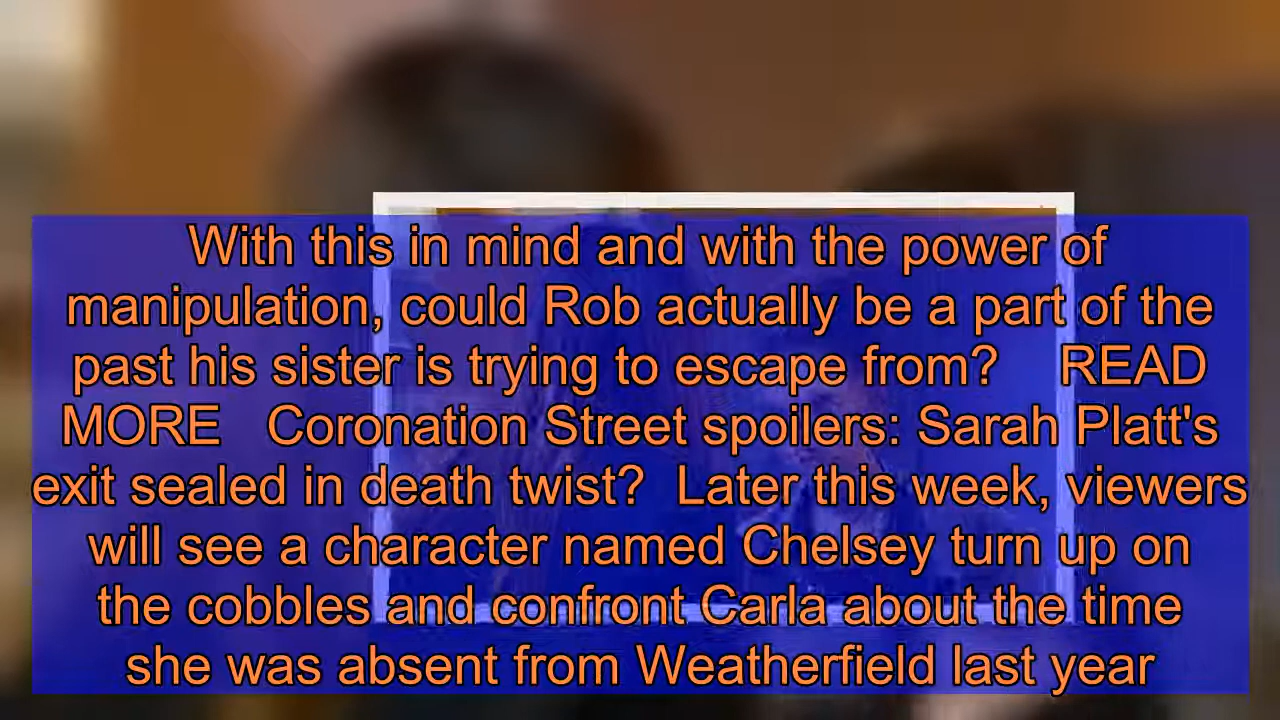 With this in mind and with the power of
manipulation, could Rob actually be a part of the
past his sister is trying to escape from?    READ
MORE   Coronation Street spoilers: Sarah Platt's
exit sealed in death twist?  Later this week, viewers
will see a character named Chelsey turn up on
the cobbles and confront Carla about the time
she was absent from Weatherfield last year